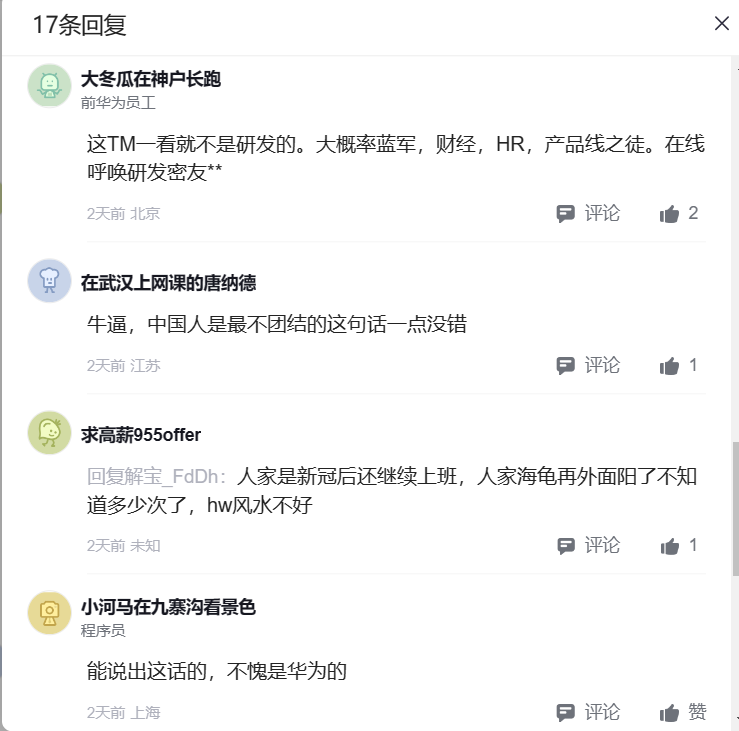 17条回复
大冬瓜在神户长跑
前华为员工
这TM一看就不是研发的。大概率蓝军，财经，HR，产品线之徒。在线
呼唤研发密友**
2天前 北京 评论 2
在武汉上网课的唐纳德
牛逼，中国人是最不团结的这句话一点没错
2天前 江苏 评论 1
求高薪955offer
回复解宝_FdDh：人家是新冠后还继续上班，人家海龟再外面阳了不知
道多少次了，hw风水不好
2天前 未知 评论 1
小河马在九寨沟看景色
程序员
能说出这话的，不愧是华为的
2天前 上海 评论 赞